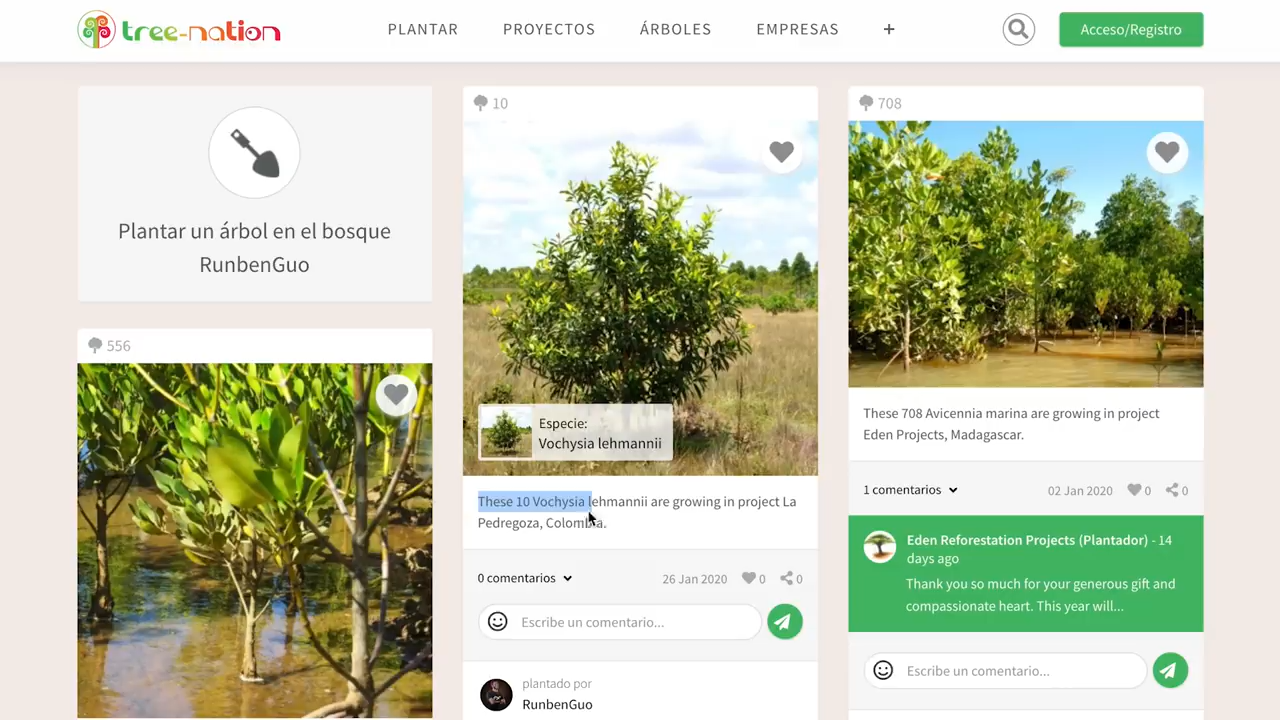 tree-nation
PLANTAR
PROYECTOS
ÁRBOLES
EMPRESAS
+
Acceso/Registro
Plantar un árbol en el bosque
RunbenGuo
556
10
Especie:
Vochysia lehmannii
These 10 Vochysia lehmannii are growing in project La
Pedregoza, Colombia.
0 comentarios
26 Jan 2020
0
0
Escribe un comentario...
plantado por
RunbenGuo
708
These 708 Avicennia marina are growing in project
Eden Projects, Madagascar.
1 comentarios
02 Jan 2020
0
0
Eden Reforestation Projects (Plantador) - 14
days ago
Thank you so much for your generous gift and
compassionate heart. This year will...
Escribe un comentario...